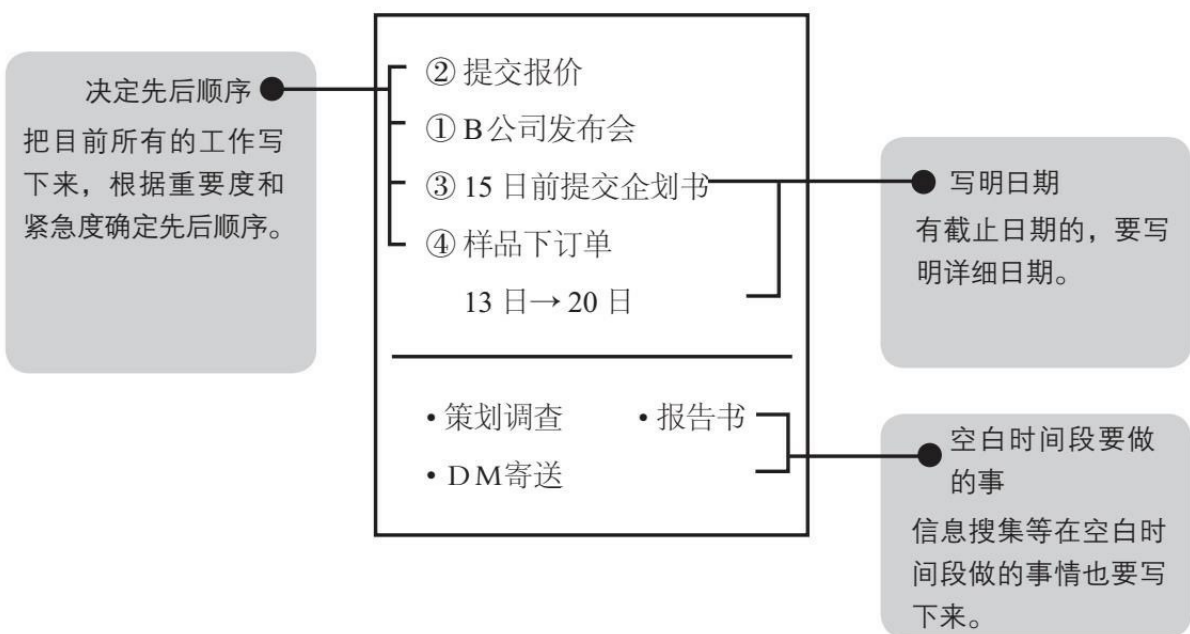 决定先后顺序
把目前所有的工作写
下来，根据重要度和
紧急度确定先后顺序。
② 提交报价
① B公司发布会
③ 15 日前提交企划书
④ 样品下订单
13 日→20 日
• 策划调查 • 报告书
• DM寄送
写明日期
有截止日期的，要写
明详细日期。
空白时间段要做
的事
信息搜集等在空白时
间段做的事情也要写
下来。